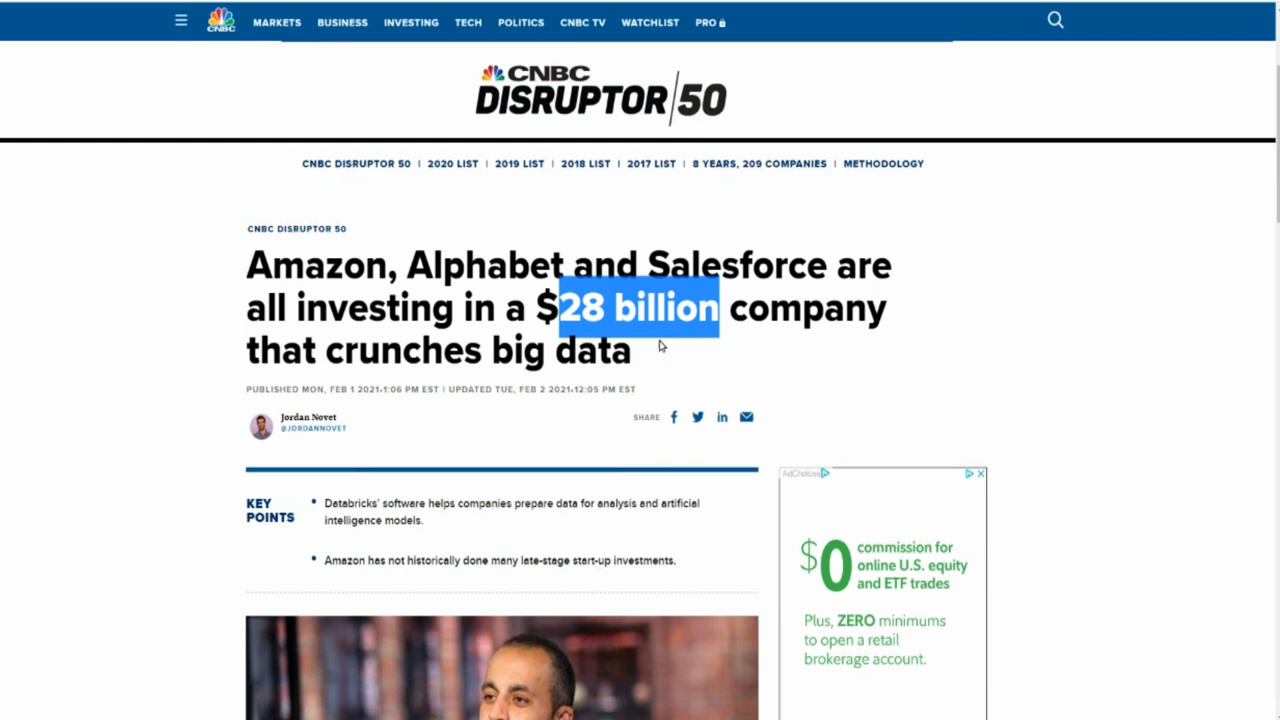 CNBC
MARKETS BUSINESS INVESTING TECH POLITICS CNBC TV WATCHLIST PRO
CNBC
DISRUPTOR/50
CNBC DISRUPTOR 50 | 2020 LIST | 2019 LIST | 2018 LIST | 2017 LIST | 8 YEARS, 209 COMPANIES | METHODOLOGY
CNBC DISRUPTOR 50
Amazon, Alphabet and Salesforce are
all investing in a $28 billion company
that crunches big data
PUBLISHED MON, FEB 1 2021•1:06 PM EST | UPDATED TUE, FEB 2 2021•12:05 PM EST
Jordan Novet
@JORDANNOVET
SHARE
KEY
POINTS
• Databricks' software helps companies prepare data for analysis and artificial
intelligence models.
• Amazon has not historically done many late-stage start-up investments.
AdChoices
$0 commission for
online U.S. equity
and ETF trades
Plus, ZERO minimums
to open a retail
brokerage account.